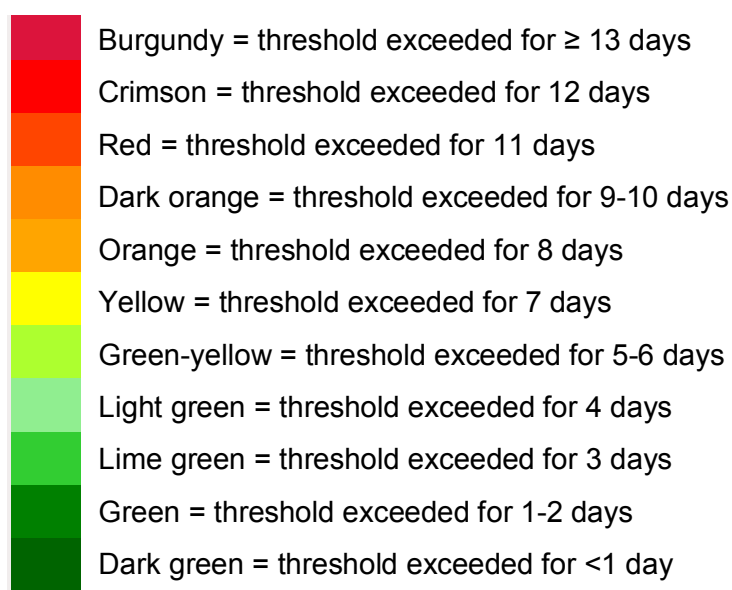 Burgundy = threshold exceeded for ≥ 13 days
Crimson = threshold exceeded for 12 days
Red = threshold exceeded for 11 days
Dark orange = threshold exceeded for 9-10 days
Orange = threshold exceeded for 8 days
Yellow = threshold exceeded for 7 days
Green-yellow = threshold exceeded for 5-6 days
Light green = threshold exceeded for 4 days
Lime green = threshold exceeded for 3 days
Green = threshold exceeded for 1-2 days
Dark green = threshold exceeded for <1 day